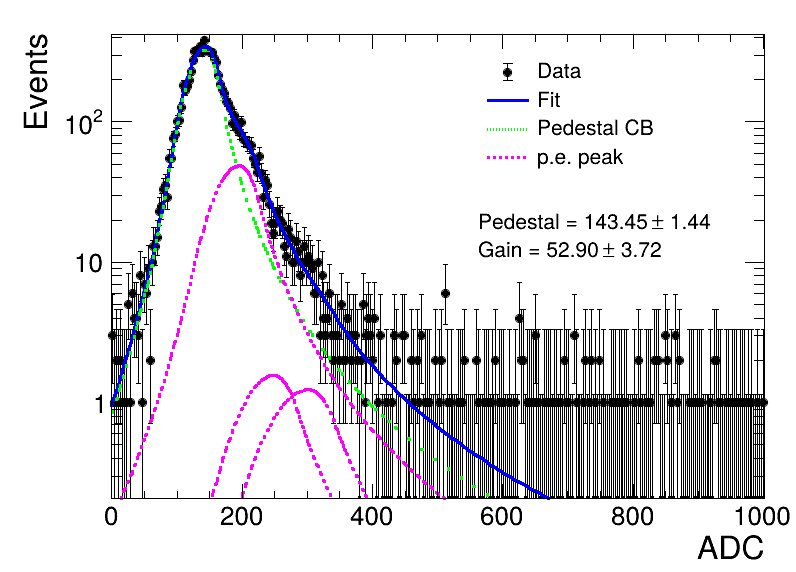 Events
10²
10
1
Data
Fit
Pedestal CB
p.e. peak
Pedestal = 143.45 ± 1.44
Gain = 52.90 ± 3.72
0 200 400 600 800 1000
ADC